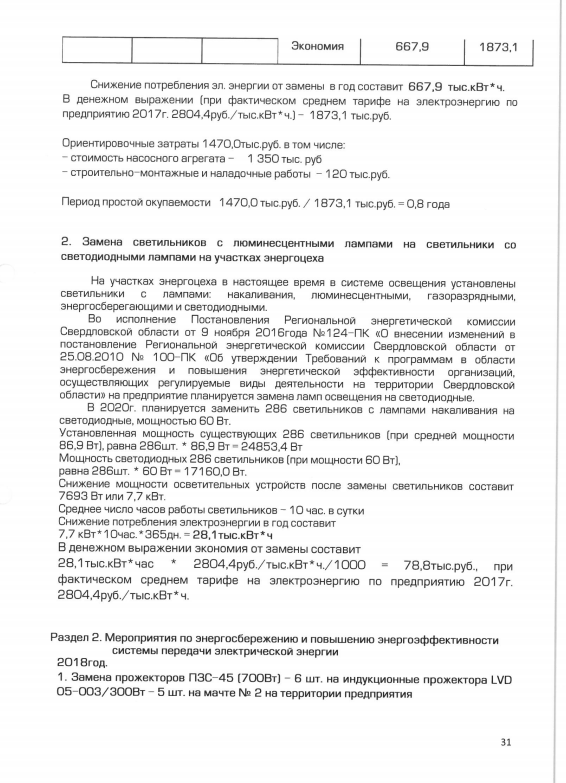 Экономия 667,9 1873,1
Снижение потребления эл. энергии от замены в год составит 667,9 тыс.кВт*ч.
В денежном выражении (при фактическом среднем тарифе на электроэнергию по
предприятию 2017г. 2804,4руб./тыс.кВт*ч.) – 1873,1 тыс.руб.
Ориентировочные затраты 1470,0тыс.руб. в том числе:
– стоимость насосного агрегата – 1 350 тыс. руб
– строительно-монтажные и наладочные работы – 120 тыс.руб.
Период простой окупаемости 1470,0 тыс.руб. / 1873,1 тыс.руб. = 0,8 года
2. Замена светильников с люминесцентными лампами на светильники со
светодиодными лампами на участках энергоцеха
На участках энергоцеха в настоящее время в системе освещения установлены
светильники с лампами: накаливания, люминесцентными, газоразрядными,
энергосберегающими и светодиодными.
Во исполнение Постановления Региональной энергетической комиссии
Свердловской области от 9 ноября 2016года №124-ПК «О внесении изменений в
постановление Региональной энергетической комиссии Свердловской области от
25.08.2010 № 100-ПК «Об утверждении Требований к программам в области
энергосбережения и повышения энергетической эффективности организаций,
осуществляющих регулируемые виды деятельности на территории Свердловской
области» на предприятие планируется замена ламп освещения на светодиодные.
В 2020г. планируется заменить 286 светильников с лампами накаливания на
светодиодные, мощностью 60 Вт.
Установленная мощность существующих 286 светильников (при средней мощности
86,9 Вт), равна 286шт. * 86,9 Вт = 24853,4 Вт
Мощность светодиодных 286 светильников (при мощности 60 Вт),
равна 286шт. * 60 Вт = 17160,0 Вт.
Снижение мощности осветительных устройств после замены светильников составит
7693 Вт или 7,7 кВт.
Среднее число часов работы светильников – 10 час. в сутки
Снижение потребления электроэнергии в год составит
7,7 кВт*10час.*365дн. = 28,1тыс.кВт*ч
В денежном выражении экономия от замены составит
28,1тыс.кВт*час * 2804,4руб./тыс.кВт*ч./1000 = 78,8тыс.руб., при
фактическом среднем тарифе на электроэнергию по предприятию 2017г.
2804,4руб./тыс.кВт*ч.
Раздел 2. Мероприятия по энергосбережению и повышению энергоэффективности
системы передачи электрической энергии
2018год.
1. Замена прожекторов ПЗС-45 (700Вт) – 6 шт. на индукционные прожектора LVD
05-003/300Вт – 5 шт. на мачте № 2 на территории предприятия
31